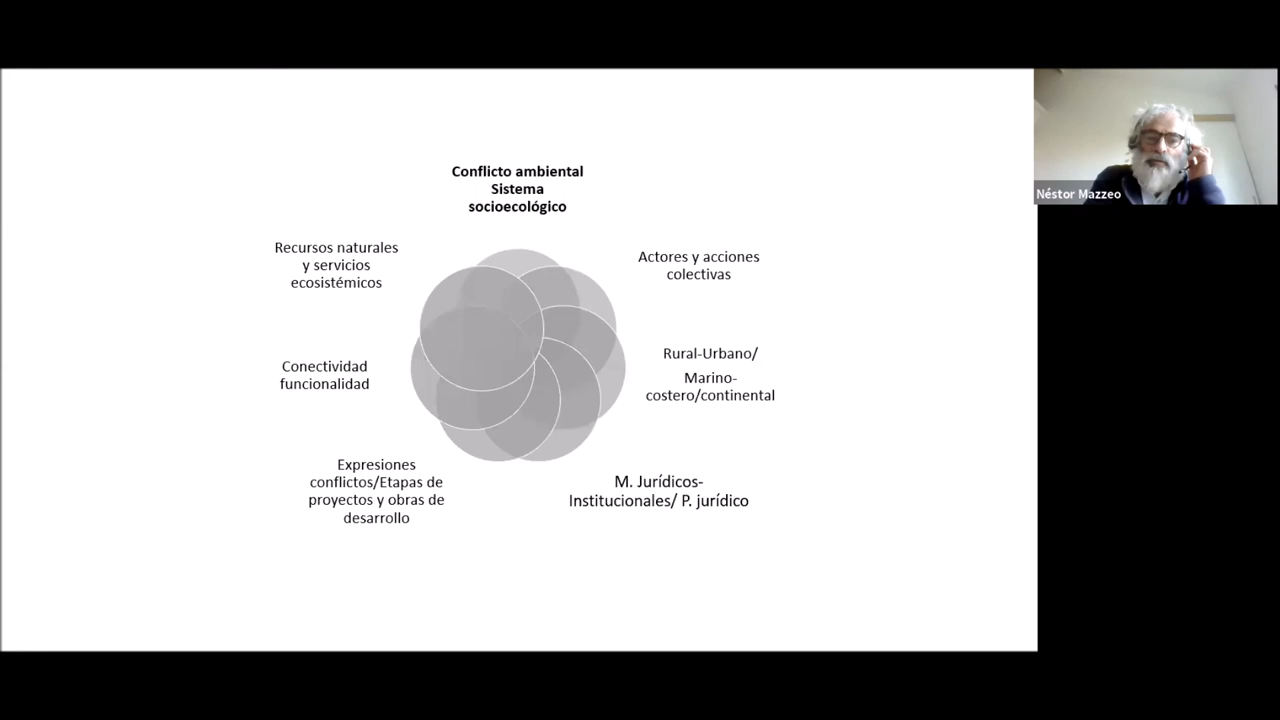 Conflicto ambiental
Sistema
socioecológico
Recursos naturales
y servicios
ecosistémicos
Actores y acciones
colectivas
Conectividad
funcionalidad
Rural-Urbano/
Marino-
costero/continental
Expresiones
conflictos/Etapas de
proyectos y obras de
desarrollo
M. Jurídicos-
Institucionales/ P. jurídico
Néstor Mazzeo